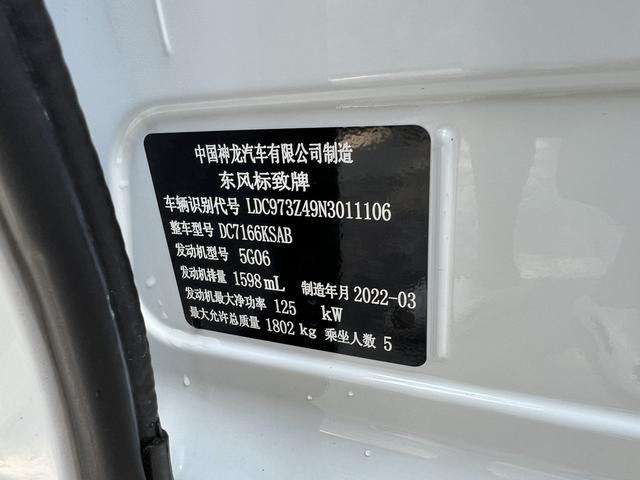 中国神龙汽车有限公司制造
东风标致牌
车辆识别代号 LDC973Z49N3011106
整车型号 DC7166KSAB
发动机型号 5G06
发动机排量 1598mL 制造年月 2022-03
发动机最大净功率 125 kW
最大允许总质量 1802 kg 乘坐人数 5